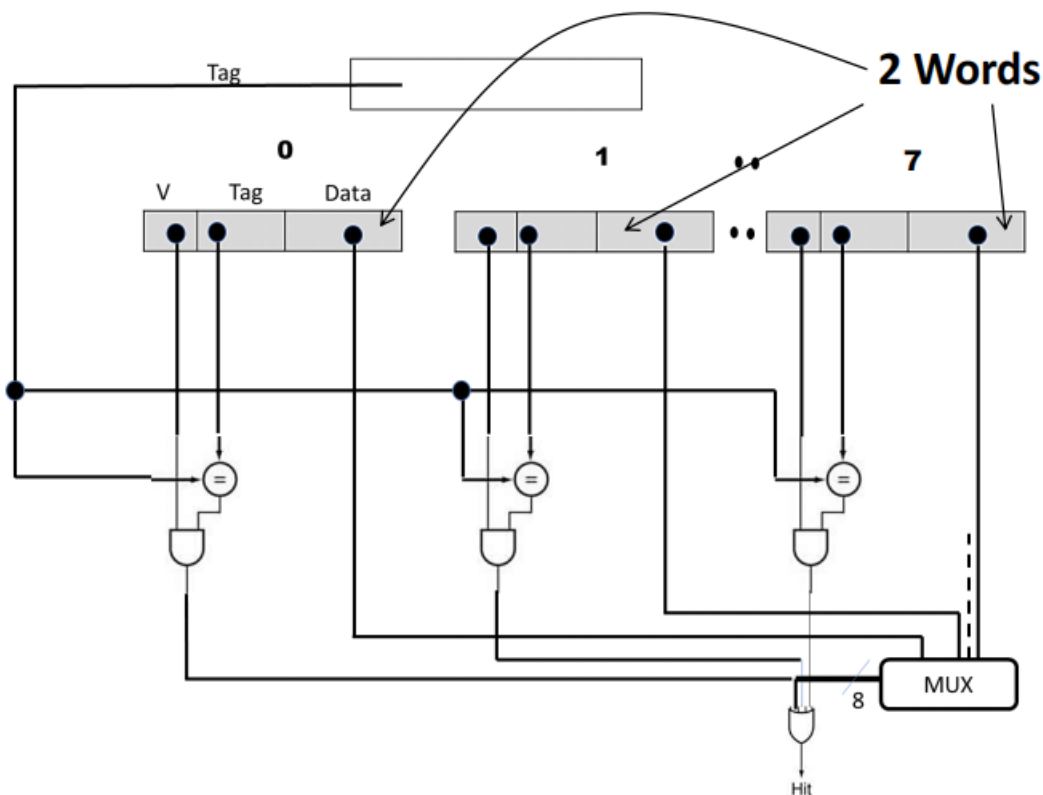 2 Words
Tag
0
1
7
V Tag Data
=
=
=
MUX
8
Hit